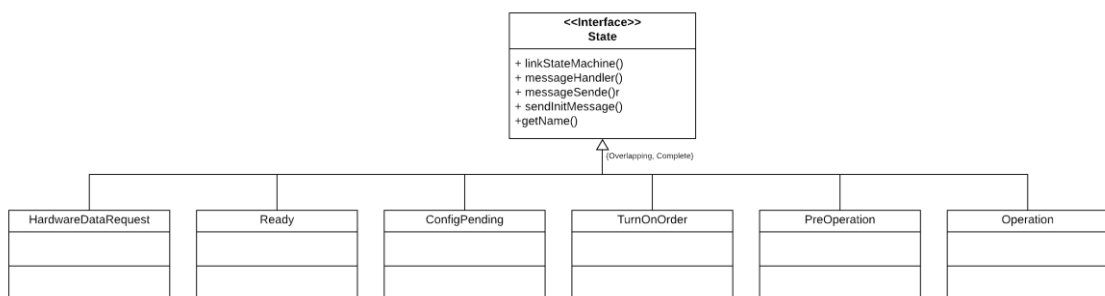 <<Interface>>
State
+ linkStateMachine()
+ messageHandler()
+ messageSende()r
+ sendInitMessage()
+getName()
{Overlapping, Complete}
HardwareDataRequest
Ready
ConfigPending
TurnOnOrder
PreOperation
Operation